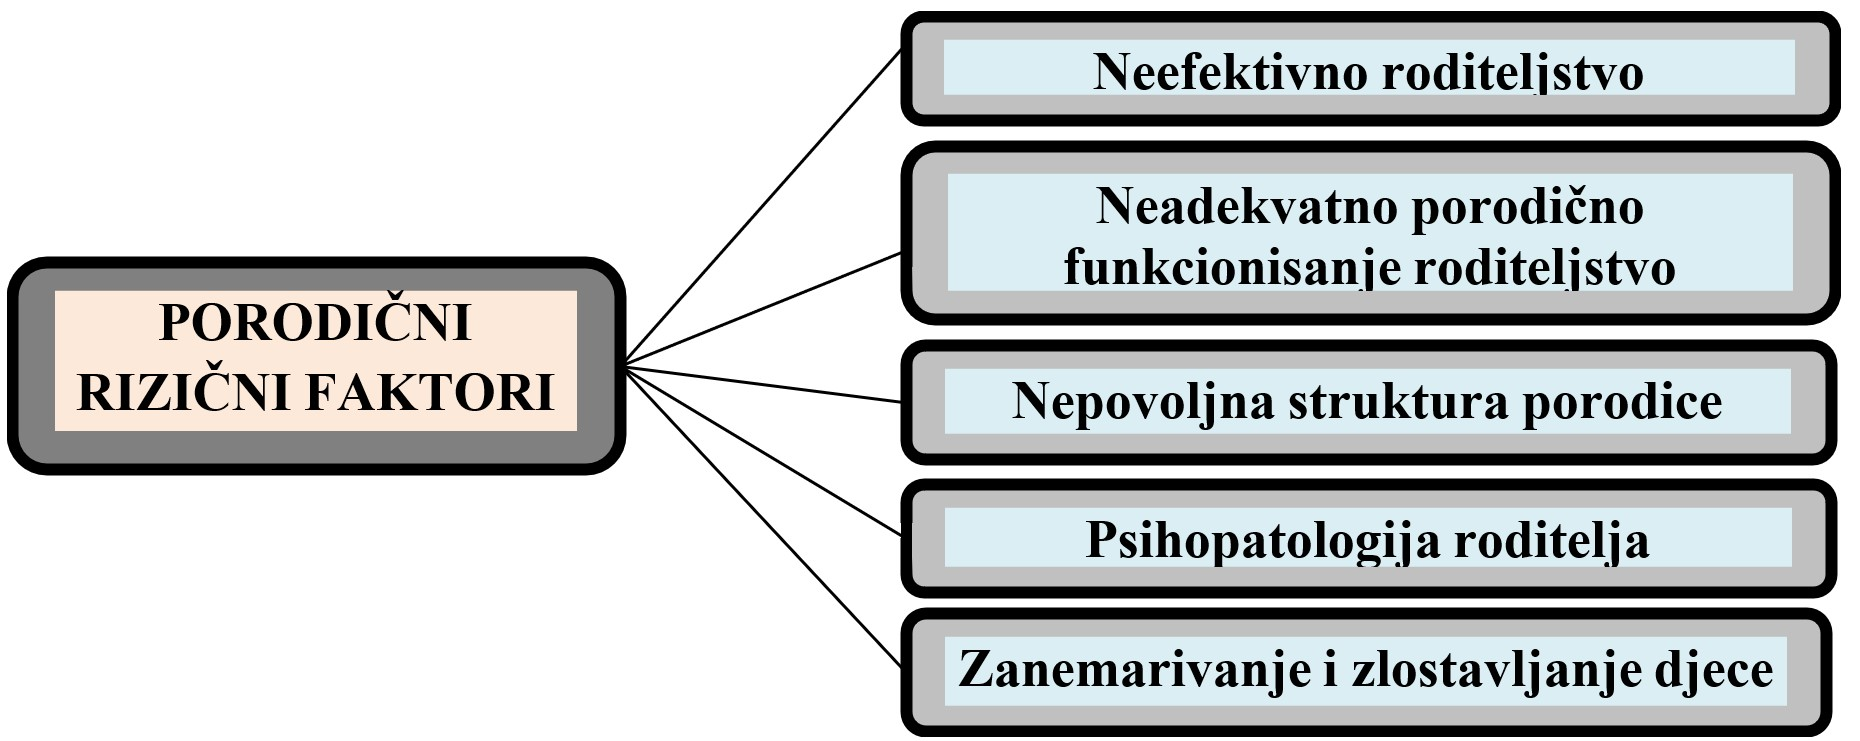 PORODIČNI
RIZIČNI FAKTORI
Neefektivno roditeljstvo
Neadekvatno porodično
funkcionisanje roditeljstvo
Nepovoljna struktura porodice
Psihopatologija roditelja
Zanemarivanje i zlostavljanje djece